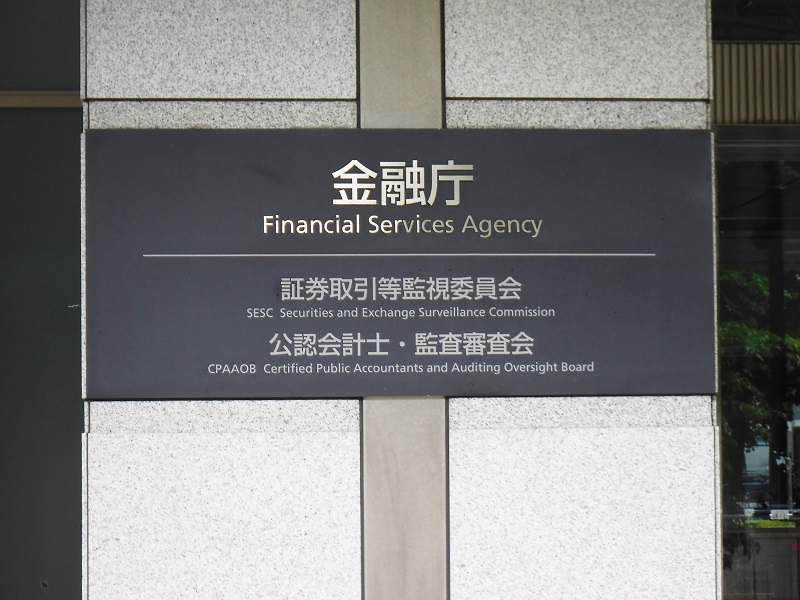 金融庁
Financial Services Agency
証券取引等監視委員会
SESC Securities and Exchange Surveillance Commission
公認会計士・監査審査会
CPAAOB Certified Public Accountants and Auditing Oversight Board